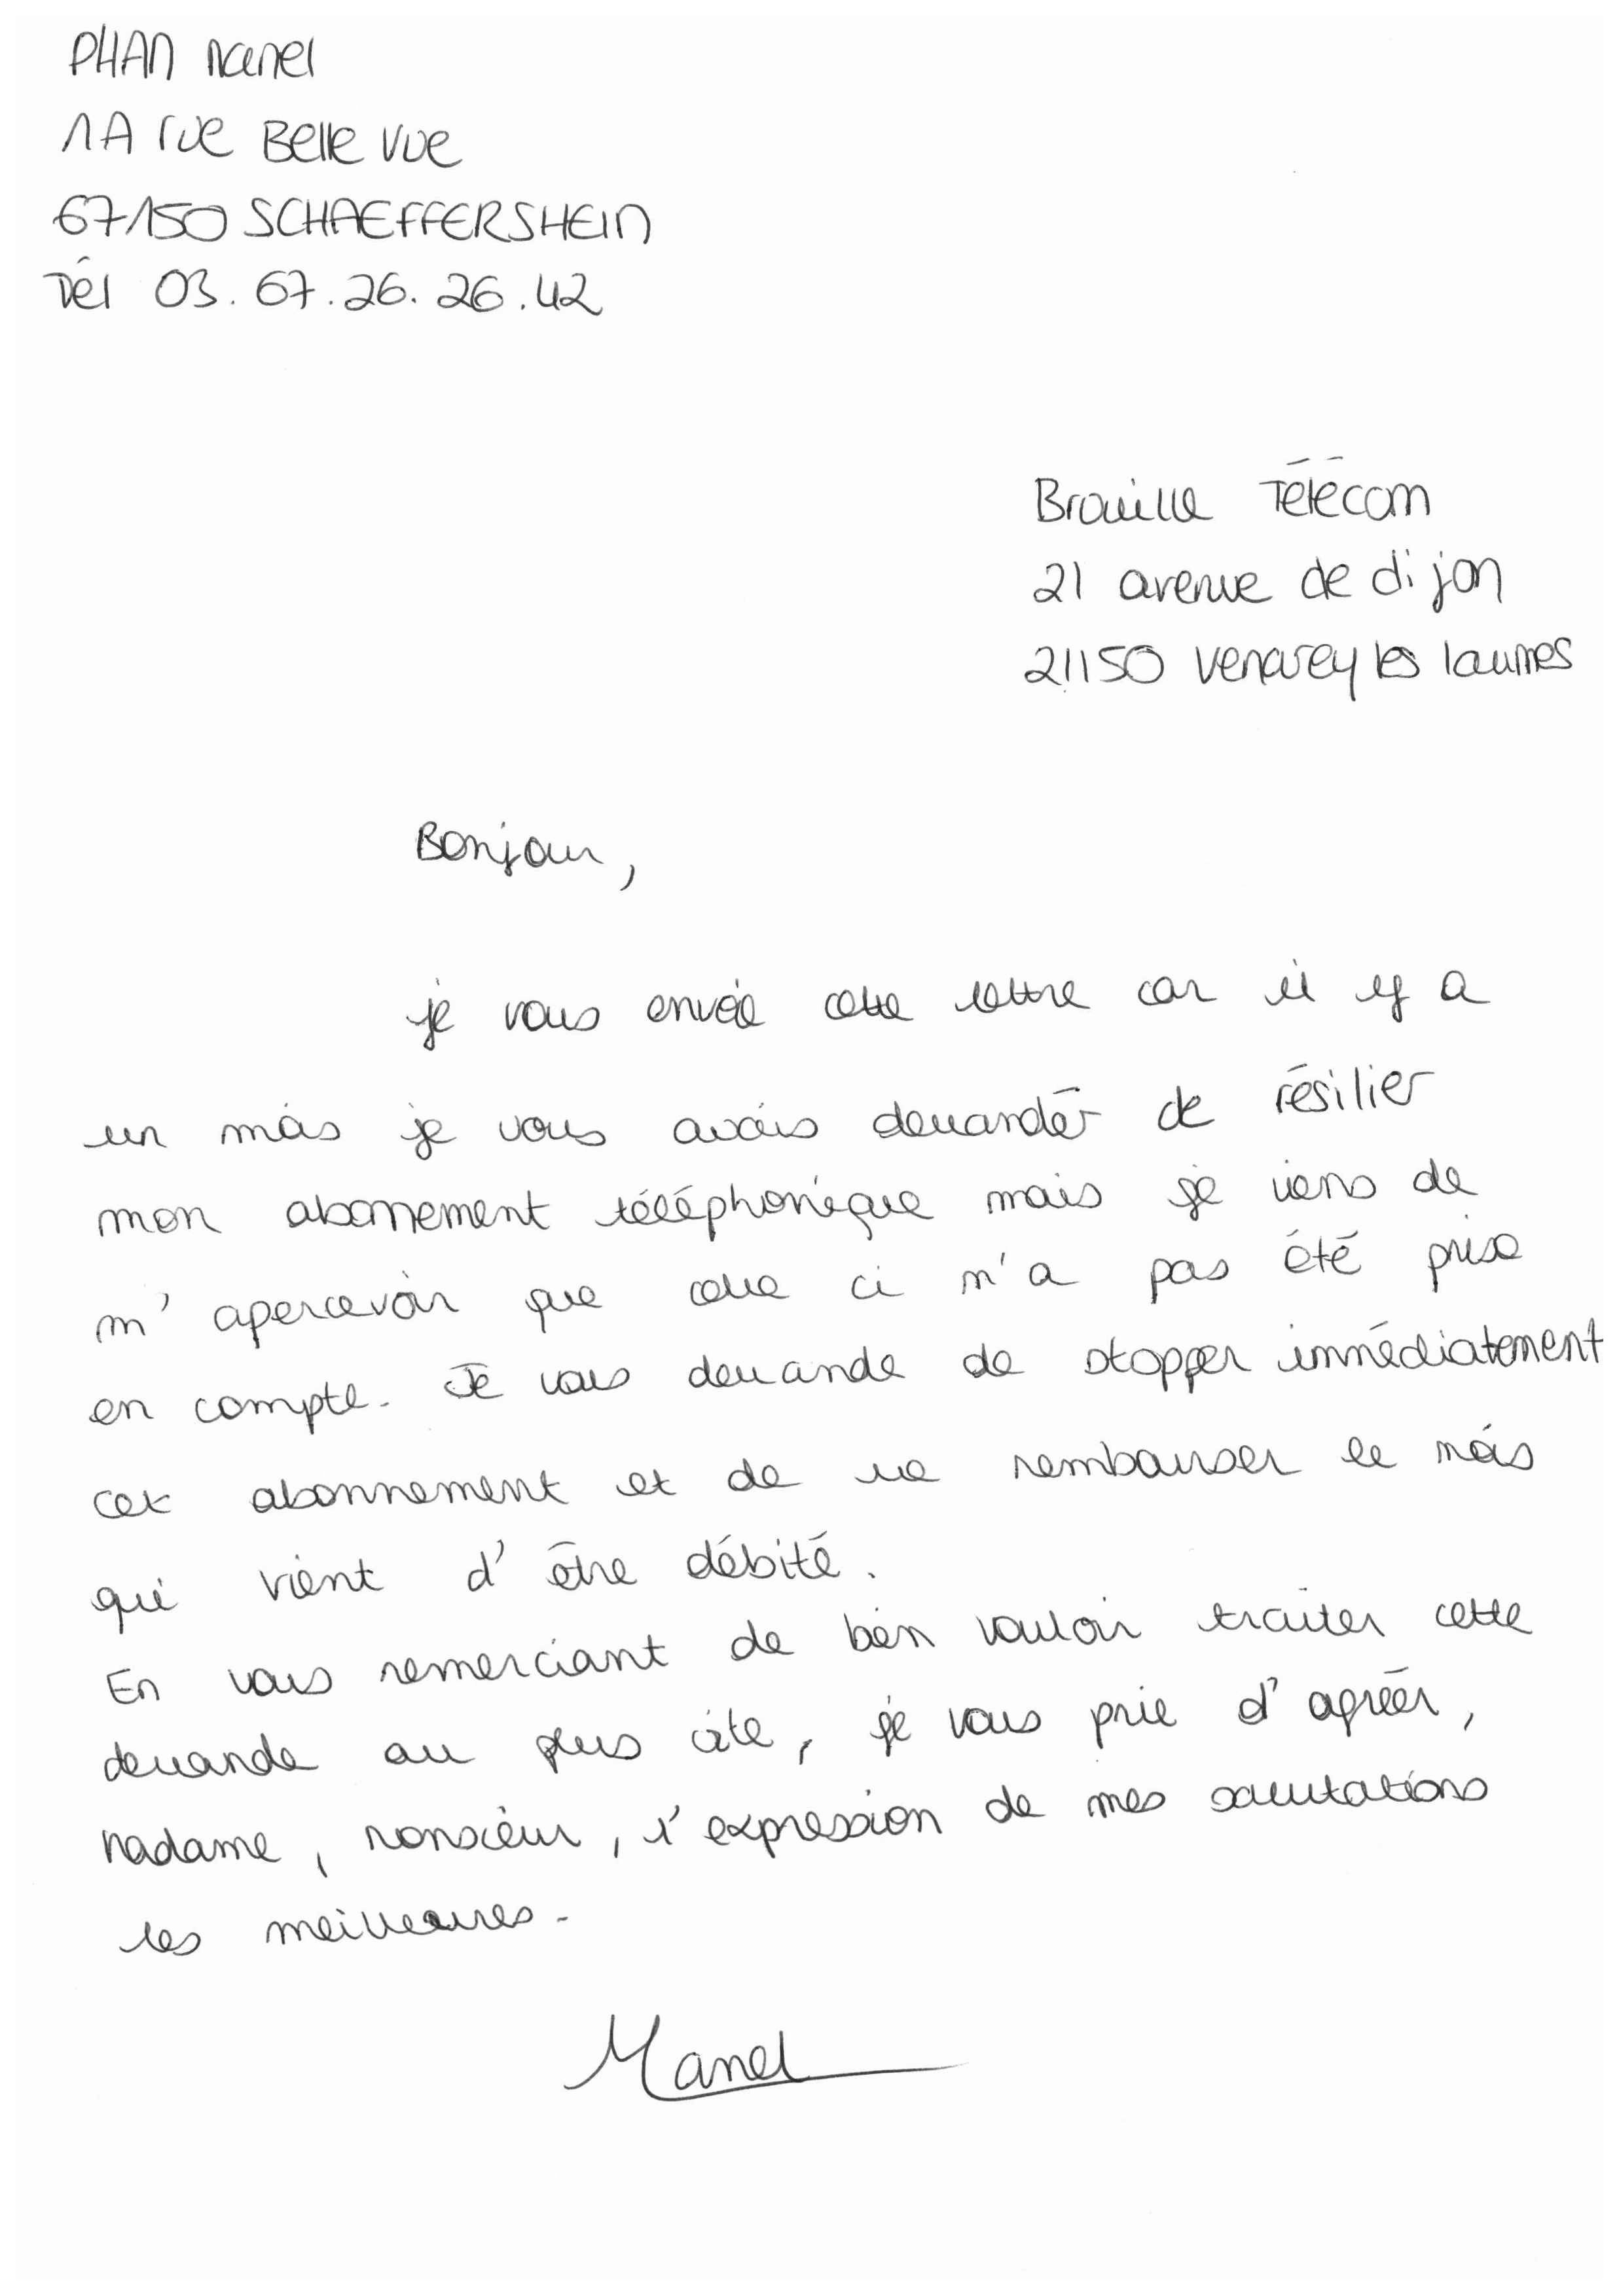 PHAN Manel
1A rue Belle Vue
67150 SCHAEFFERSHEIN
Tél 03.67.26.26.42
Brouille Télécom
21 avenue de dijon
21150 Venarey les laumes
Bonjour,
je vous envoie cette lettre car il y a
un mois je vous avais demandér de résilier
mon abonnement téléphonique mais je viens de
m'apercevoir que celle ci n'a pas été prise
en compte. Je vous demande de stopper immédiatement
cet abonnement et de me rembourser le mois
qui vient d'être débité.
En vous remerciant de bien vouloir traiter cette
demande au plus vite, je vous prie d'agréer,
Madame, Monsieur, l'expression de mes salutations
les meilleures.
Manel